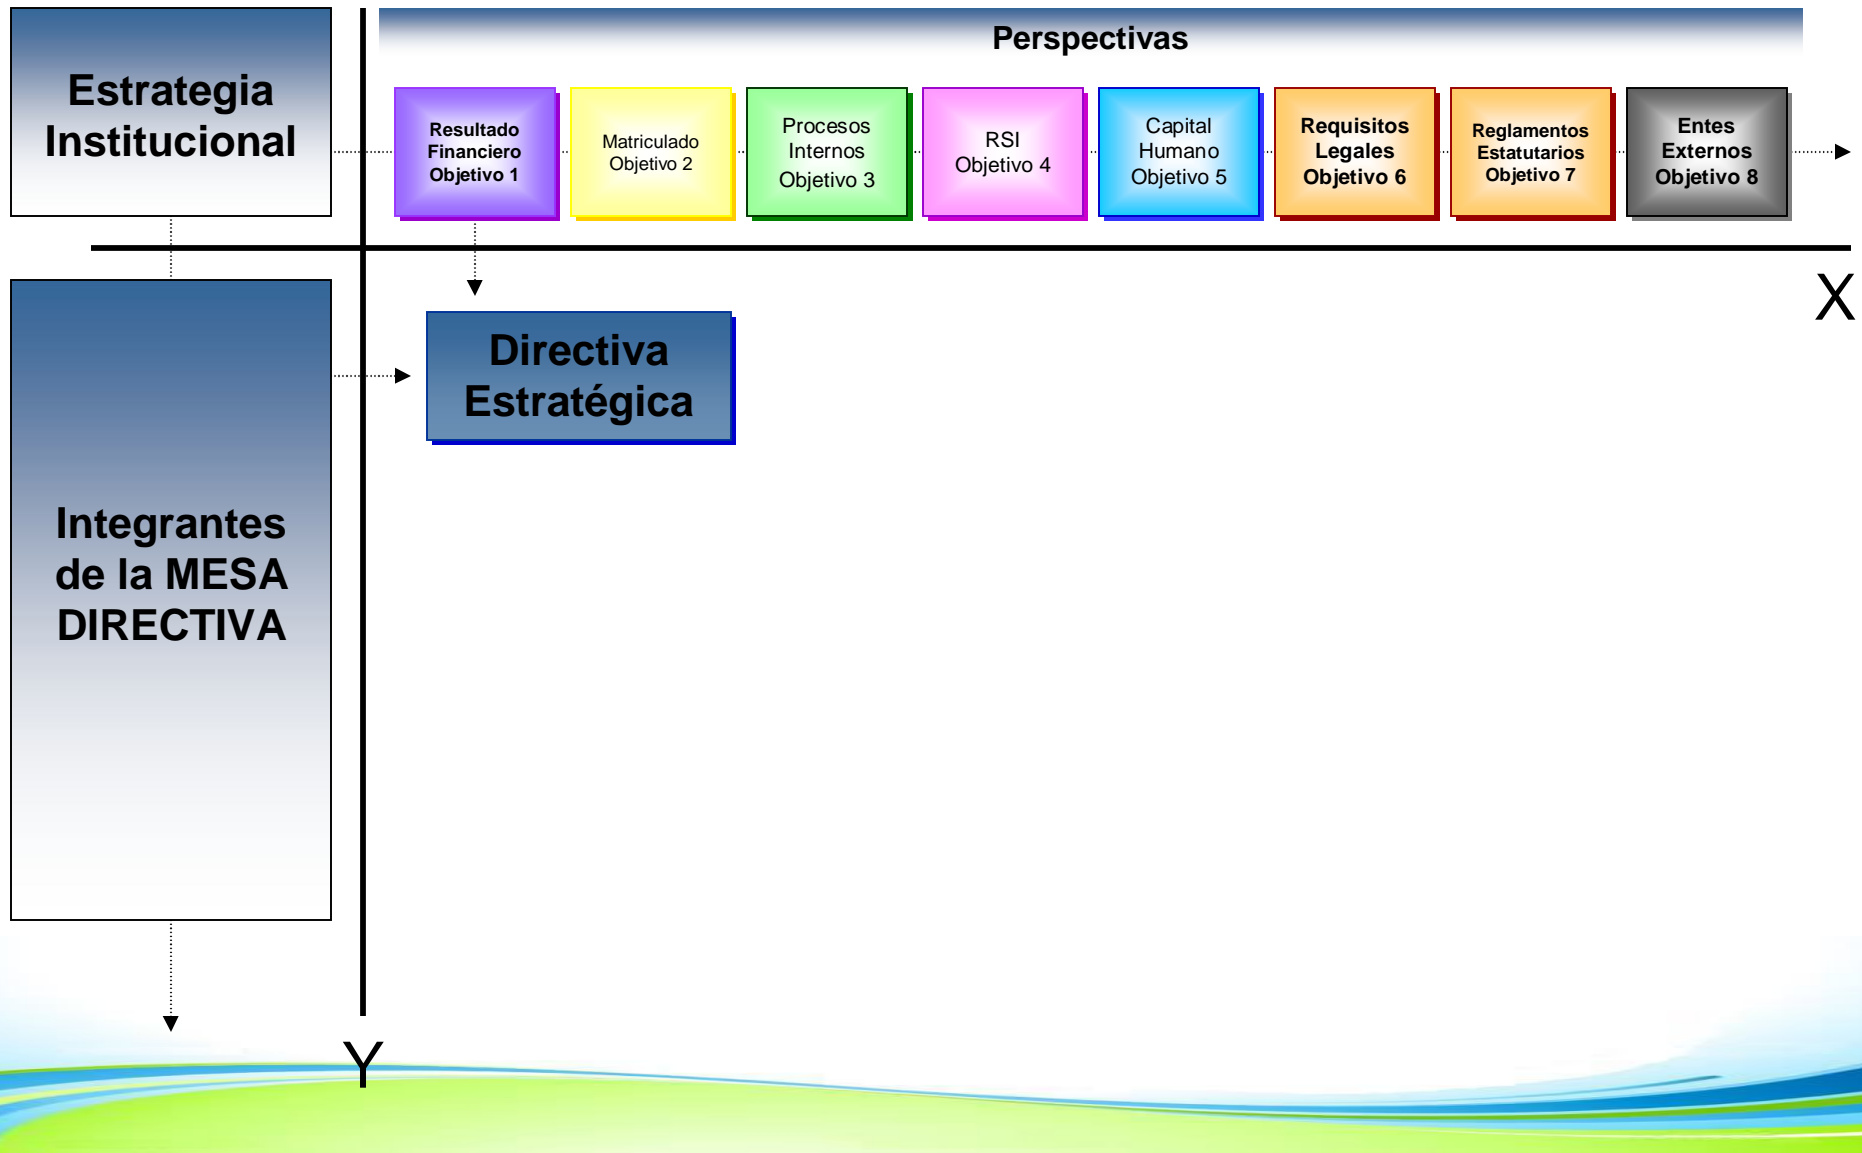 Estrategia
Institucional
Perspectivas
Resultado
Financiero
Objetivo 1
Matriculado
Objetivo 2
Procesos
Internos
Objetivo 3
RSI
Objetivo 4
Capital
Humano
Objetivo 5
Requisitos
Legales
Objetivo 6
Reglamentos
Estatutarios
Objetivo 7
Entes
Externos
Objetivo 8
X
Directiva
Estratégica
Integrantes
de la MESA
DIRECTIVA
Y